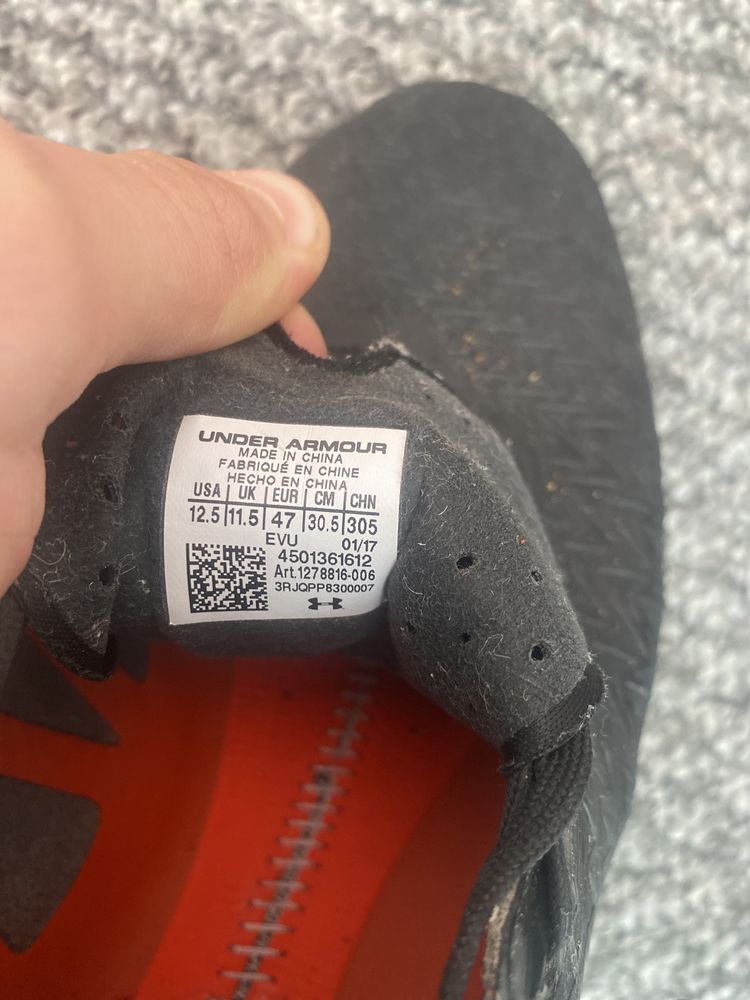 UNDER ARMOUR
MADE IN CHINA
FABRIQUÉ EN CHINE
HECHO EN CHINA
USA UK EUR CM CHN
12.5 11.5 47 30.5 305
EVU 01/17
4501361612
Art.1278816-006
3RJQPP8300007